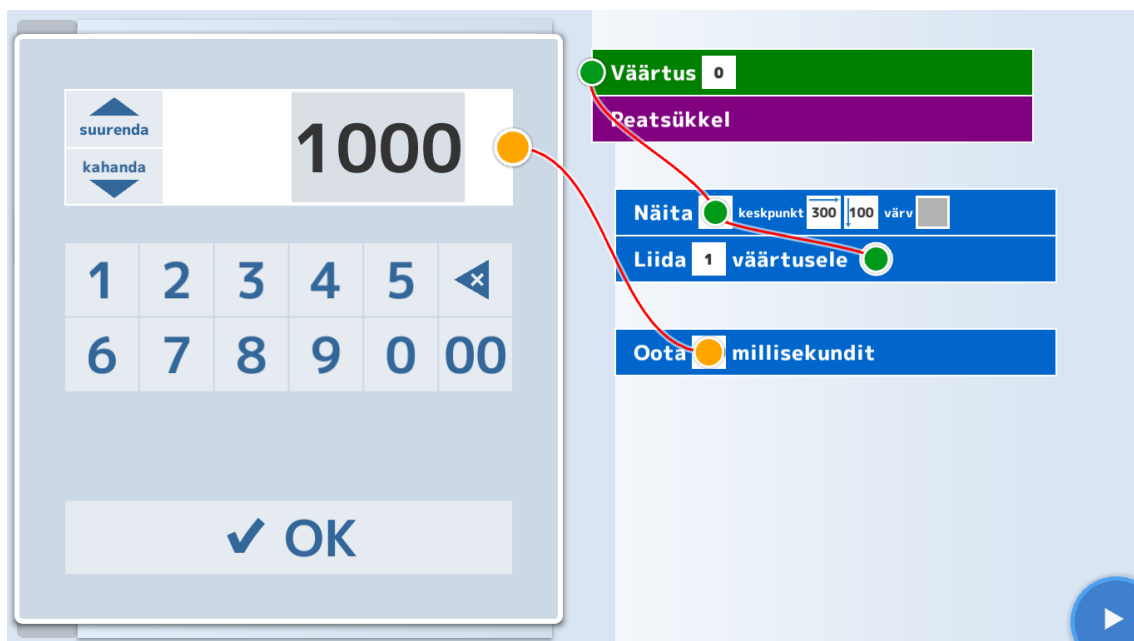 suurenda
kahanda
1000
1 2 3 4 5
6 7 8 9 0 00
OK
Väärtus 0
Peatsükkel
Näita keskpunkt 300 100 värv
Liida 1 väärtusele
Oota millisekundit